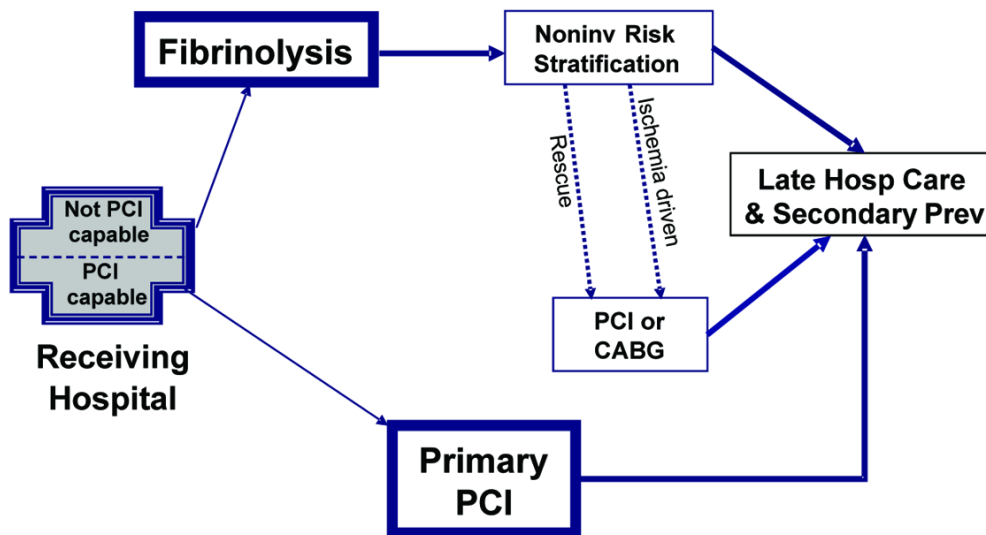 Fibrinolysis
Noninv Risk
Stratification
Rescue
Ischemia driven
Late Hosp Care
& Secondary Prev
Not PCI
capable
PCI
capable
Receiving
Hospital
PCI or
CABG
Primary
PCI